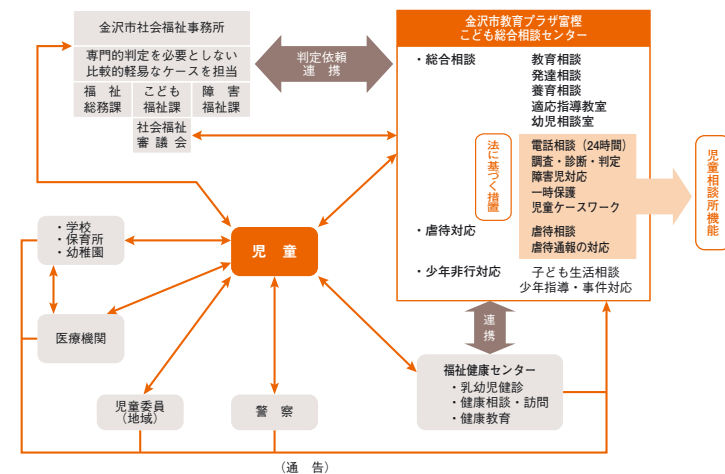 金沢市社会福祉事務所
専門的判定を必要としない
比較的軽易なケースを担当
福　祉
総務課
こども
福祉課
障　害
福祉課
社会福祉
審議会
判定依頼
連　携
金沢市教育プラザ富樫
こども総合相談センター
・総合相談
教育相談
発達相談
養育相談
適応指導教室
幼児相談室
法に基づく措置
電話相談（24時間）
調査・診断・判定
障害児対応
一時保護
児童ケースワーク
・虐待対応
虐待相談
虐待通報の対応
・少年非行対応
子ども生活相談
少年指導・事件対応
児童相談所機能
・学校
・保育所
・幼稚園
児　童
医療機関
連　携
福祉健康センター
・乳幼児健診
・健康相談・訪問
・健康教育
児童委員
（地域）
警　察
（通　告）